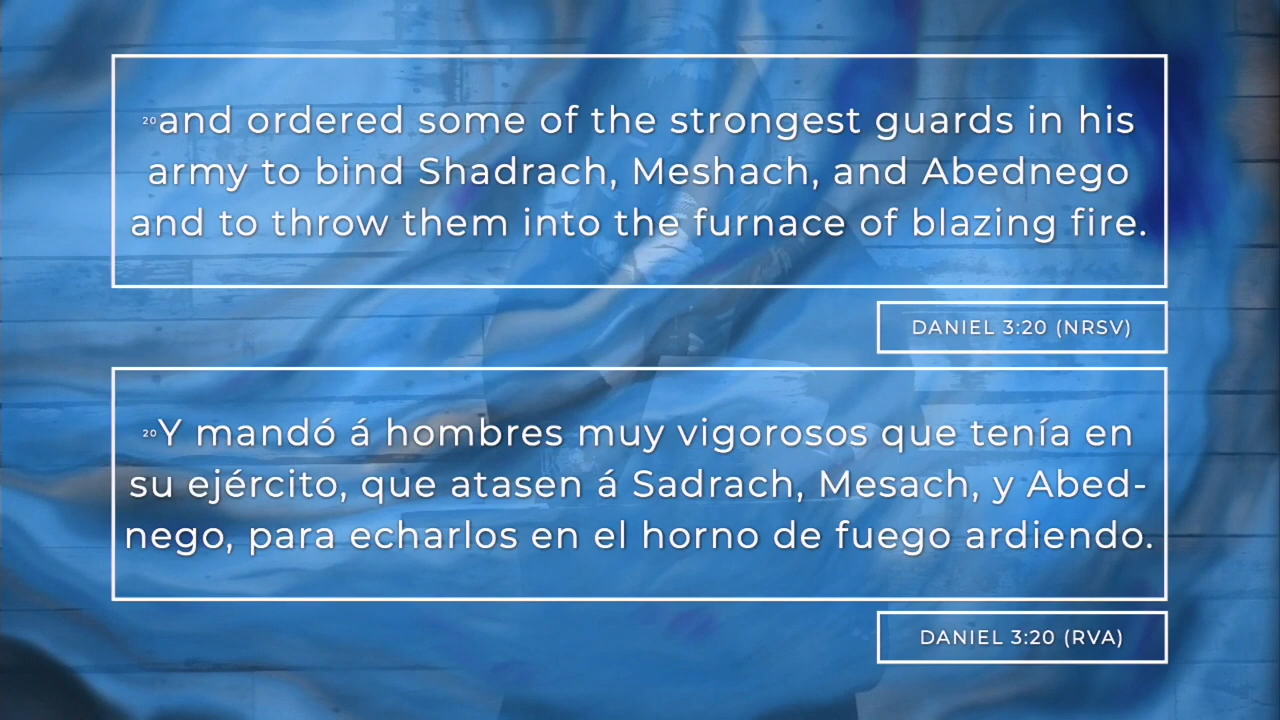 20and ordered some of the strongest guards in his
army to bind Shadrach, Meshach, and Abednego
and to throw them into the furnace of blazing fire.
DANIEL 3:20 (NRSV)
20Y mandó á hombres muy vigorosos que tenía en
su ejército, que atasen á Sadrach, Mesach, y Abed-
nego, para echarlos en el horno de fuego ardiendo.
DANIEL 3:20 (RVA)